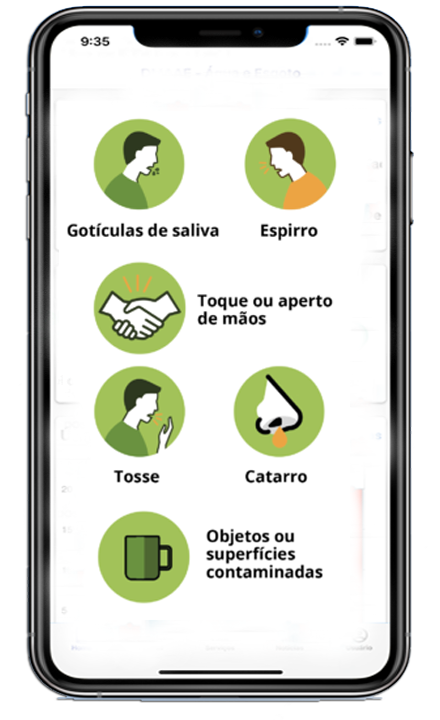 9:35
Gotículas de saliva
Espirro
Toque ou aperto
de mãos
Tosse
Catarro
Objetos ou
superfícies
contaminadas